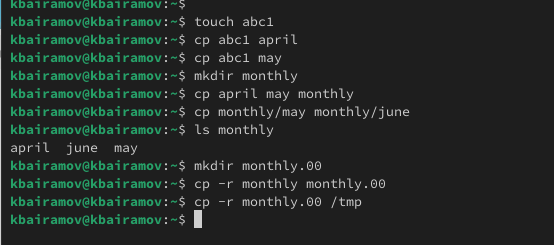 kbairamov@kbairamov:~$
kbairamov@kbairamov:~$ touch abc1
kbairamov@kbairamov:~$ cp abc1 april
kbairamov@kbairamov:~$ cp abc1 may
kbairamov@kbairamov:~$ mkdir monthly
kbairamov@kbairamov:~$ cp april may monthly
kbairamov@kbairamov:~$ cp monthly/may monthly/june
kbairamov@kbairamov:~$ ls monthly
april  june  may
kbairamov@kbairamov:~$ mkdir monthly.00
kbairamov@kbairamov:~$ cp -r monthly monthly.00
kbairamov@kbairamov:~$ cp -r monthly.00 /tmp
kbairamov@kbairamov:~$